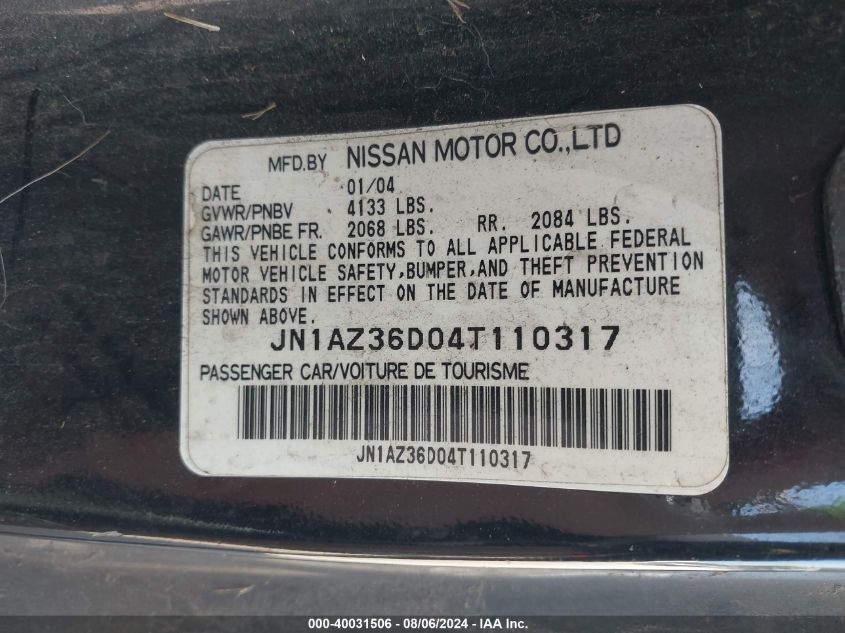 MFD.BY NISSAN MOTOR CO.,LTD
DATE 01/04
GVWR/PNBV 4133 LBS.
GAWR/PNBE FR. 2068 LBS. RR. 2084 LBS.
THIS VEHICLE CONFORMS TO ALL APPLICABLE FEDERAL
MOTOR VEHICLE SAFETY,BUMPER,AND THEFT PREVENTION
STANDARDS IN EFFECT ON THE DATE OF MANUFACTURE
SHOWN ABOVE.
JN1AZ36D04T110317
PASSENGER CAR/VOITURE DE TOURISME
JN1AZ36D04T110317
000-40031506 - 08/06/2024 - IAAI.COM.